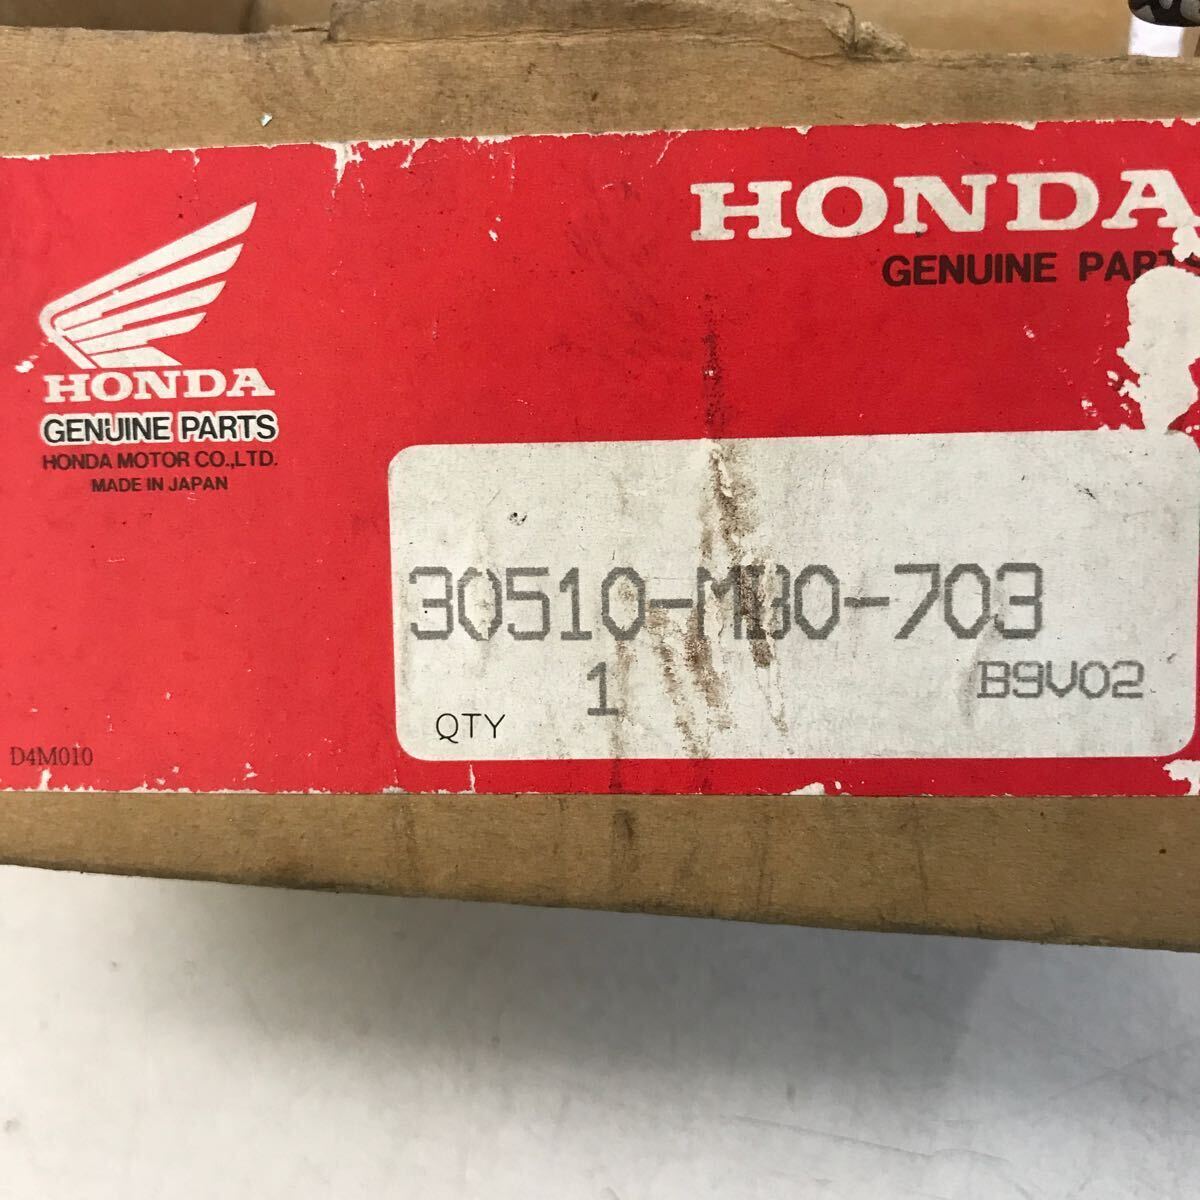 HONDA
GENUINE PARTS
HONDA
GENUINE PARTS
HONDA MOTOR CO.,LTD.
MADE IN JAPAN
30510-MB0-703
1
B9V02
QTY
D4M010